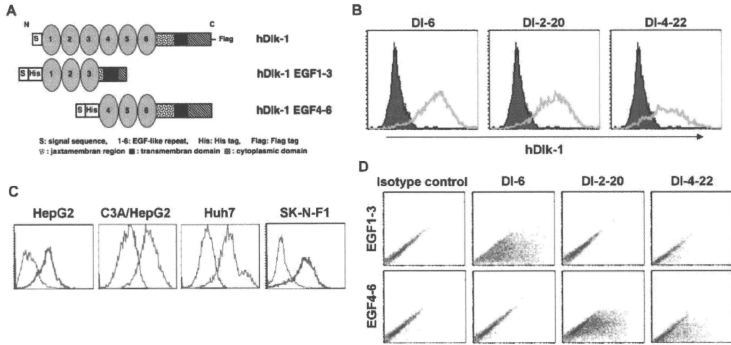 A
N
C
S 1 2 3 4 5 6 Flag hDlk-1
S His 1 2 3 hDlk-1 EGF1-3
S His 4 5 6 hDlk-1 EGF4-6
S: signal sequence, 1-6: EGF-like repeat, His: His tag, Flag: Flag tag
: jaxtamembran region : transmembran domain : cytoplasmic domain
B
DI-6 DI-2-20 DI-4-22
hDlk-1
C
HepG2 C3A/HepG2 Huh7 SK-N-F1
D
Isotype control DI-6 DI-2-20 DI-4-22
EGF1-3
EGF4-6